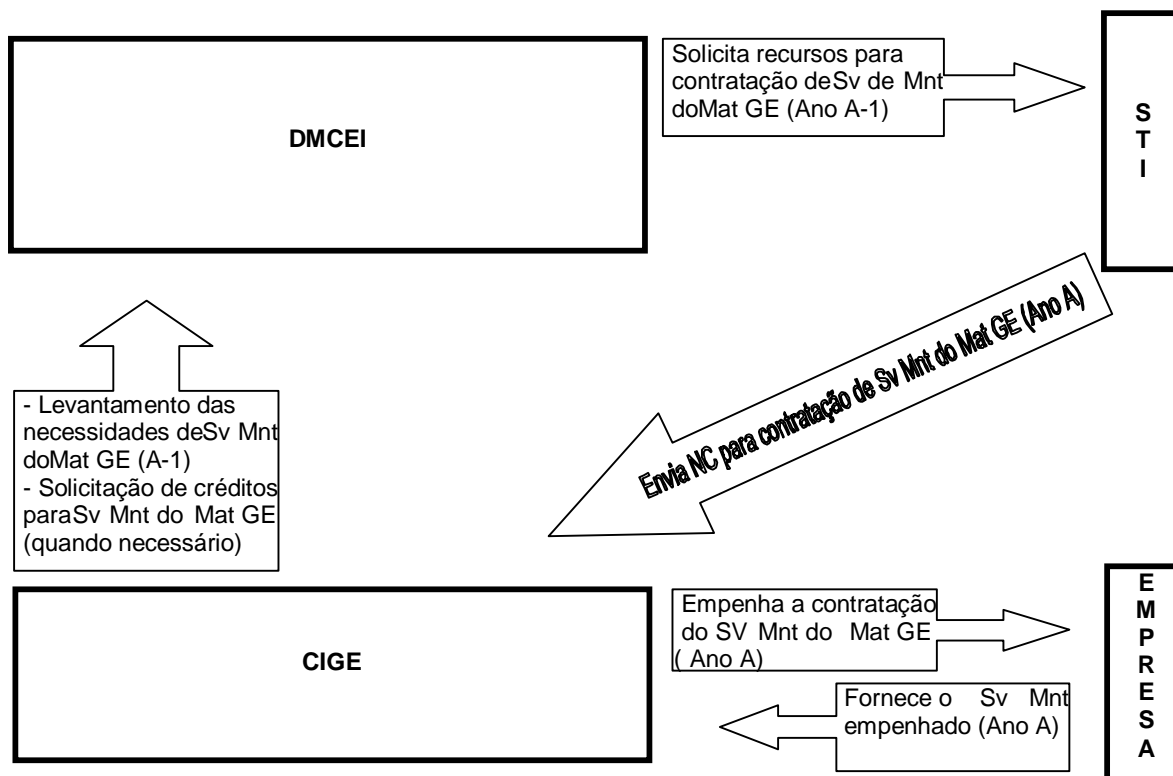 Solicita recursos para
contratação deSv de Mnt
doMat GE (Ano A-1)
DMCEI
S
T
I
Envia NC para contratação de Sv Mnt do Mat GE (Ano A)
- Levantamento das
necessidades deSv Mnt
doMat GE (A-1)
- Solicitação de créditos
paraSv Mnt do Mat GE
(quando necessário)
CIGE
Empenha a contratação
do SV Mnt do Mat GE
( Ano A)
Fornece o Sv Mnt
empenhado (Ano A)
E
M
P
R
E
S
A